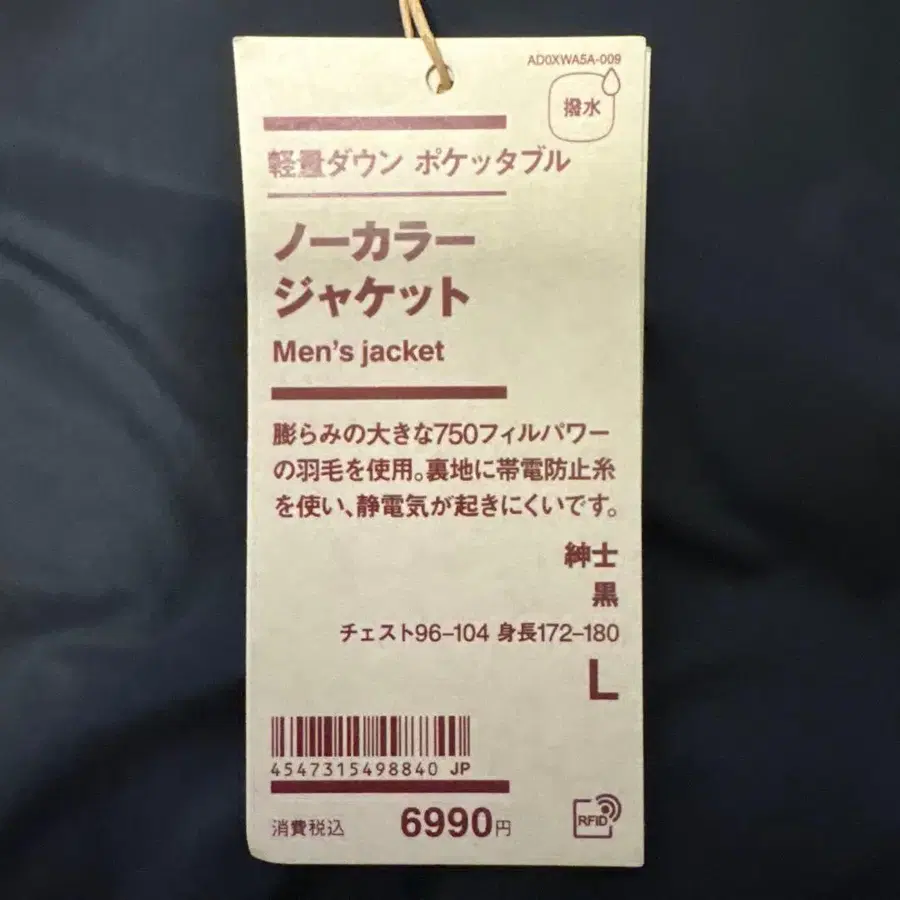 AD0XWA5A-009
撥水
軽量ダウン ポケッタブル
ノーカラー
ジャケット
Men's jacket
膨らみの大きな750フィルパワー
の羽毛を使用。裏地に帯電防止糸
を使い、静電気が起きにくいです。
紳士
黒
チェスト96-104 身長172-180
L
4547315498840 JP
消費税込 6990円
RFID